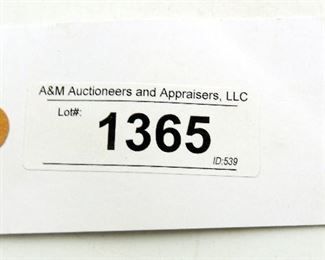 A&M Auctioneers and Appraisers, LLC
Lot#: 1365
ID:539